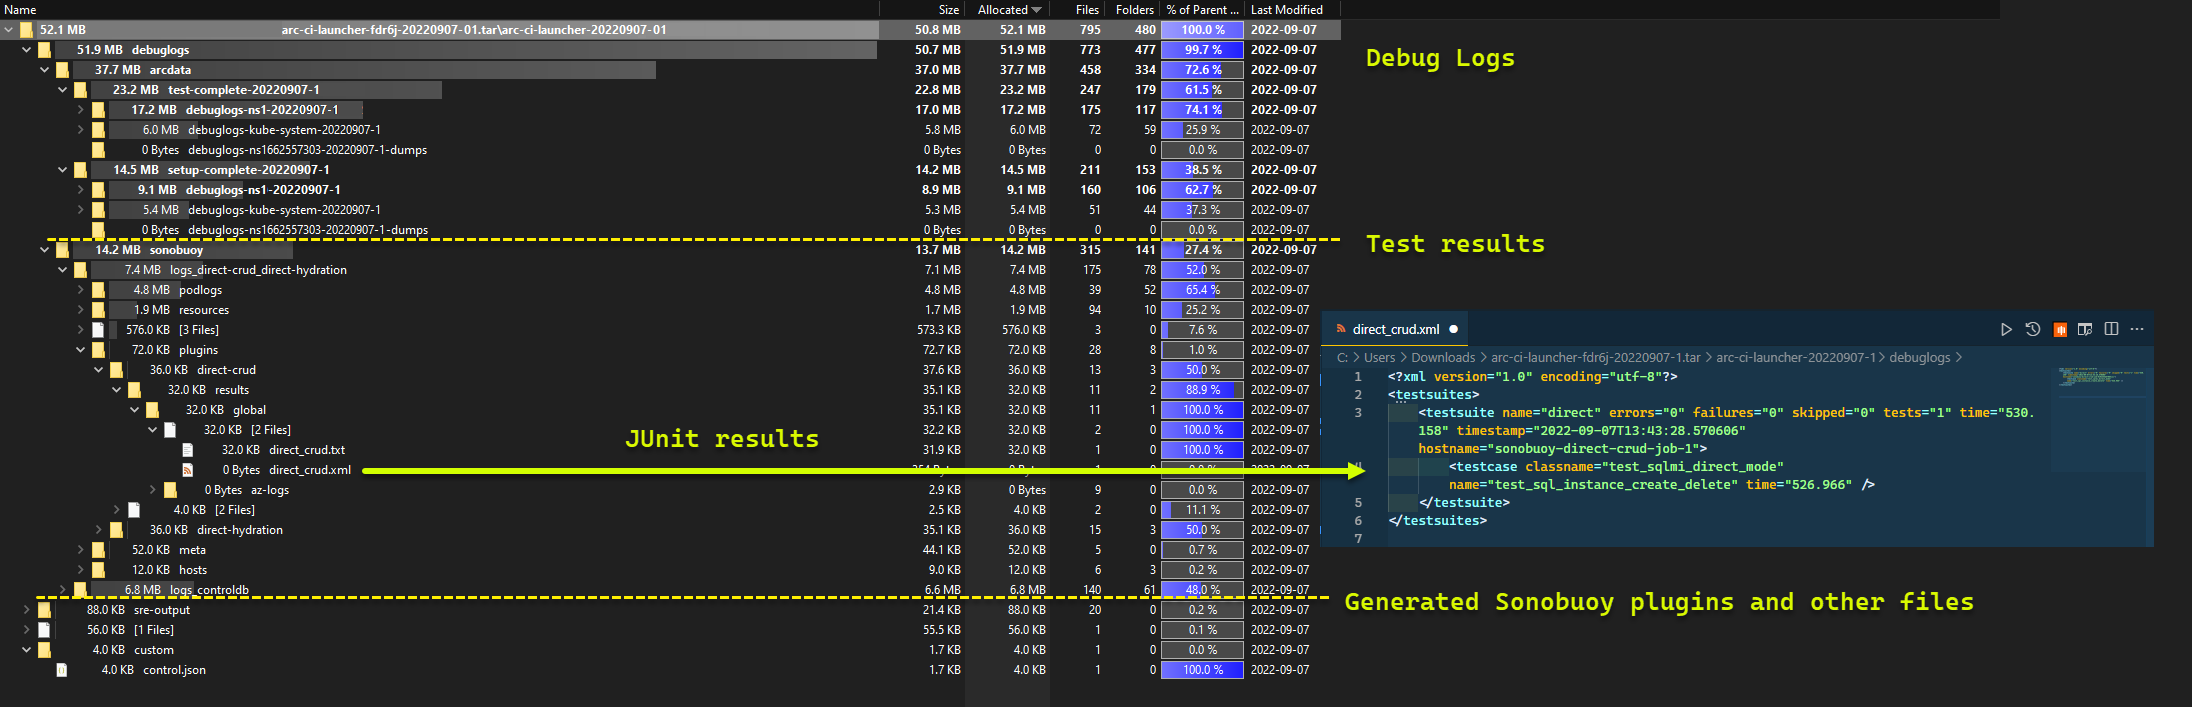 Name Size Allocated Files Folders % of Parent ... Last Modified
52.1 MB arc-ci-launcher-fdr6j-20220907-01.tar\arc-ci-launcher-20220907-01 50.8 MB 52.1 MB 795 480 100.0 % 2022-09-07
51.9 MB debuglogs 50.7 MB 51.9 MB 773 477 99.7 % 2022-09-07
Debug Logs
37.7 MB arcdata 37.0 MB 37.7 MB 458 334 72.6 % 2022-09-07
23.2 MB test-complete-20220907-1 22.8 MB 23.2 MB 247 179 61.5 % 2022-09-07
17.2 MB debuglogs-ns1-20220907-1 17.0 MB 17.2 MB 175 117 74.1 % 2022-09-07
6.0 MB debuglogs-kube-system-20220907-1 5.8 MB 6.0 MB 72 59 25.9 % 2022-09-07
0 Bytes debuglogs-ns1662557303-20220907-1-dumps 0 Bytes 0 Bytes 0 0 0.0 % 2022-09-07
14.5 MB setup-complete-20220907-1 14.2 MB 14.5 MB 211 153 38.5 % 2022-09-07
9.1 MB debuglogs-ns1-20220907-1 8.9 MB 9.1 MB 160 106 62.7 % 2022-09-07
5.4 MB debuglogs-kube-system-20220907-1 5.3 MB 5.4 MB 51 44 37.3 % 2022-09-07
0 Bytes debuglogs-ns1662557303-20220907-1-dumps 0 Bytes 0 Bytes 0 0 0.0 % 2022-09-07
Test results
14.2 MB sonobuoy 13.7 MB 14.2 MB 315 141 27.4 % 2022-09-07
7.4 MB logs_direct-crud_direct-hydration 7.1 MB 7.4 MB 175 78 52.0 % 2022-09-07
4.8 MB podlogs 4.8 MB 4.8 MB 39 52 65.4 % 2022-09-07
1.9 MB resources 1.7 MB 1.9 MB 94 10 25.2 % 2022-09-07
576.0 KB [3 Files] 573.3 KB 576.0 KB 3 0 7.6 % 2022-09-07
72.0 KB plugins 72.7 KB 72.0 KB 28 8 1.0 % 2022-09-07
36.0 KB direct-crud 37.6 KB 36.0 KB 13 3 50.0 % 2022-09-07
32.0 KB results 35.1 KB 32.0 KB 11 2 88.9 % 2022-09-07
32.0 KB global 35.1 KB 32.0 KB 11 1 100.0 % 2022-09-07
32.0 KB [2 Files] 32.2 KB 32.0 KB 2 0 100.0 % 2022-09-07
JUnit results
32.0 KB direct_crud.txt 31.9 KB 32.0 KB 1 0 100.0 % 2022-09-07
0 Bytes direct_crud.xml
0 Bytes az-logs 2.9 KB 0 Bytes 9 0 0.0 % 2022-09-07
4.0 KB [2 Files] 2.5 KB 4.0 KB 2 0 11.1 % 2022-09-07
36.0 KB direct-hydration 35.1 KB 36.0 KB 15 3 50.0 % 2022-09-07
52.0 KB meta 44.1 KB 52.0 KB 5 0 0.7 % 2022-09-07
12.0 KB hosts 9.0 KB 12.0 KB 6 3 0.2 % 2022-09-07
6.8 MB logs_controldb 6.6 MB 6.8 MB 140 61 48.0 % 2022-09-07
Generated Sonobuoy plugins and other files
88.0 KB sre-output 21.4 KB 88.0 KB 20 0 0.2 % 2022-09-07
56.0 KB [1 Files] 55.5 KB 56.0 KB 1 0 0.1 % 2022-09-07
4.0 KB custom 1.7 KB 4.0 KB 1 0 0.0 % 2022-09-07
4.0 KB control.json 1.7 KB 4.0 KB 1 0 100.0 % 2022-09-07
direct_crud.xml
C: > Users > Downloads > arc-ci-launcher-fdr6j-20220907-1.tar > arc-ci-launcher-20220907-1 > debuglogs >
1 <?xml version="1.0" encoding="utf-8"?>
2 <testsuites>
3 <testsuite name="direct" errors="0" failures="0" skipped="0" tests="1" time="530.
158" timestamp="2022-09-07T13:43:28.570606"
hostname="sonobuoy-direct-crud-job-1">
<testcase classname="test_sqlmi_direct_mode"
name="test_sql_instance_create_delete" time="526.966" />
5 </testsuite>
6 </testsuites>
7